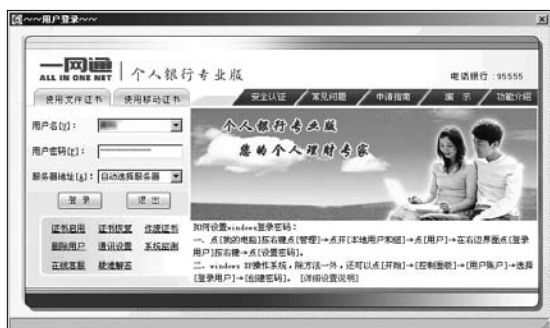 ~~用户登录~~
一网通
ALL IN ONE NET
个人银行专业版
电话银行：95555
使用文件证书 使用移动证书
安全认证 常见问题 申请指南 演示 功能介绍
用户名(U)：
用户密码(P)：
服务器地址(A)： 自动选择服务器
登录 退出
个人银行专业版
您的个人理财专家
证书启用 证书恢复 作废证书
删除用户 通讯设置 系统监测
在线客服 疑难解答
如何设置windows登录密码：
一、点[我的电脑]按右键点[管理]→点开[本地用户和组]→点[用户]→在右边界面点[登录
用户]按右键→点[设置密码]。
二、windows XP操作系统，除方法一外，还可以点[开始]→[控制面板]→[用户账户]→选择
[登录用户]→[创建密码]。 [详细设置说明]